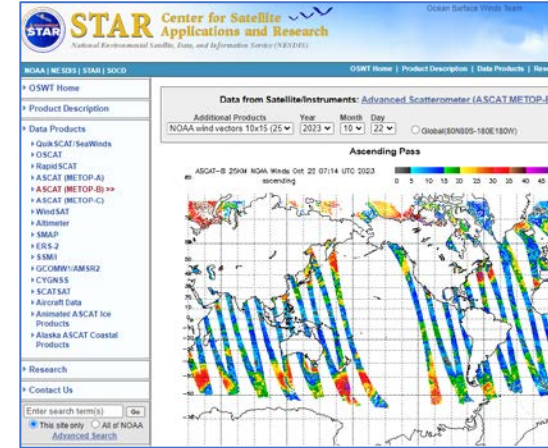 Ocean Surface Winds Team
STAR
STAR Center for Satellite
Applications and Research
National Environmental Satellite, Data, and Information Service (NESDIS)
NOAA | NESDIS | STAR | SOCD
OSWT Home | Product Description | Data Products |
OSWT Home
Product Description
Data Products
QuikSCAT/SeaWinds
OSCAT
RapidSCAT
ASCAT (METOP-A)
ASCAT (METOP-B) >>
ASCAT (METOP-C)
WindSAT
Altimeter
SMAP
ERS-2
SSM/I
GCOMW1/AMSR2
CYGNSS
SCATSAT
Aircraft Data
Animated ASCAT Ice
Products
Alaska ASCAT Coastal
Products
Research
Contact Us
Enter search term(s) Go
This site only All of NOAA
Advanced Search
Data from Satellite/Instruments: Advanced Scatterometer (ASCAT METOP-
Additional Products Year Month Day
NOAA wind vectors 10x15 (25 2023 10 22 Global(80N80S-180E180W)
Ascending Pass
ASCAT-B 25KM NOAA Winds Oct 22 07:14 UTC 2023
ascending
0 5 10 15 20 25 30 35 40 45